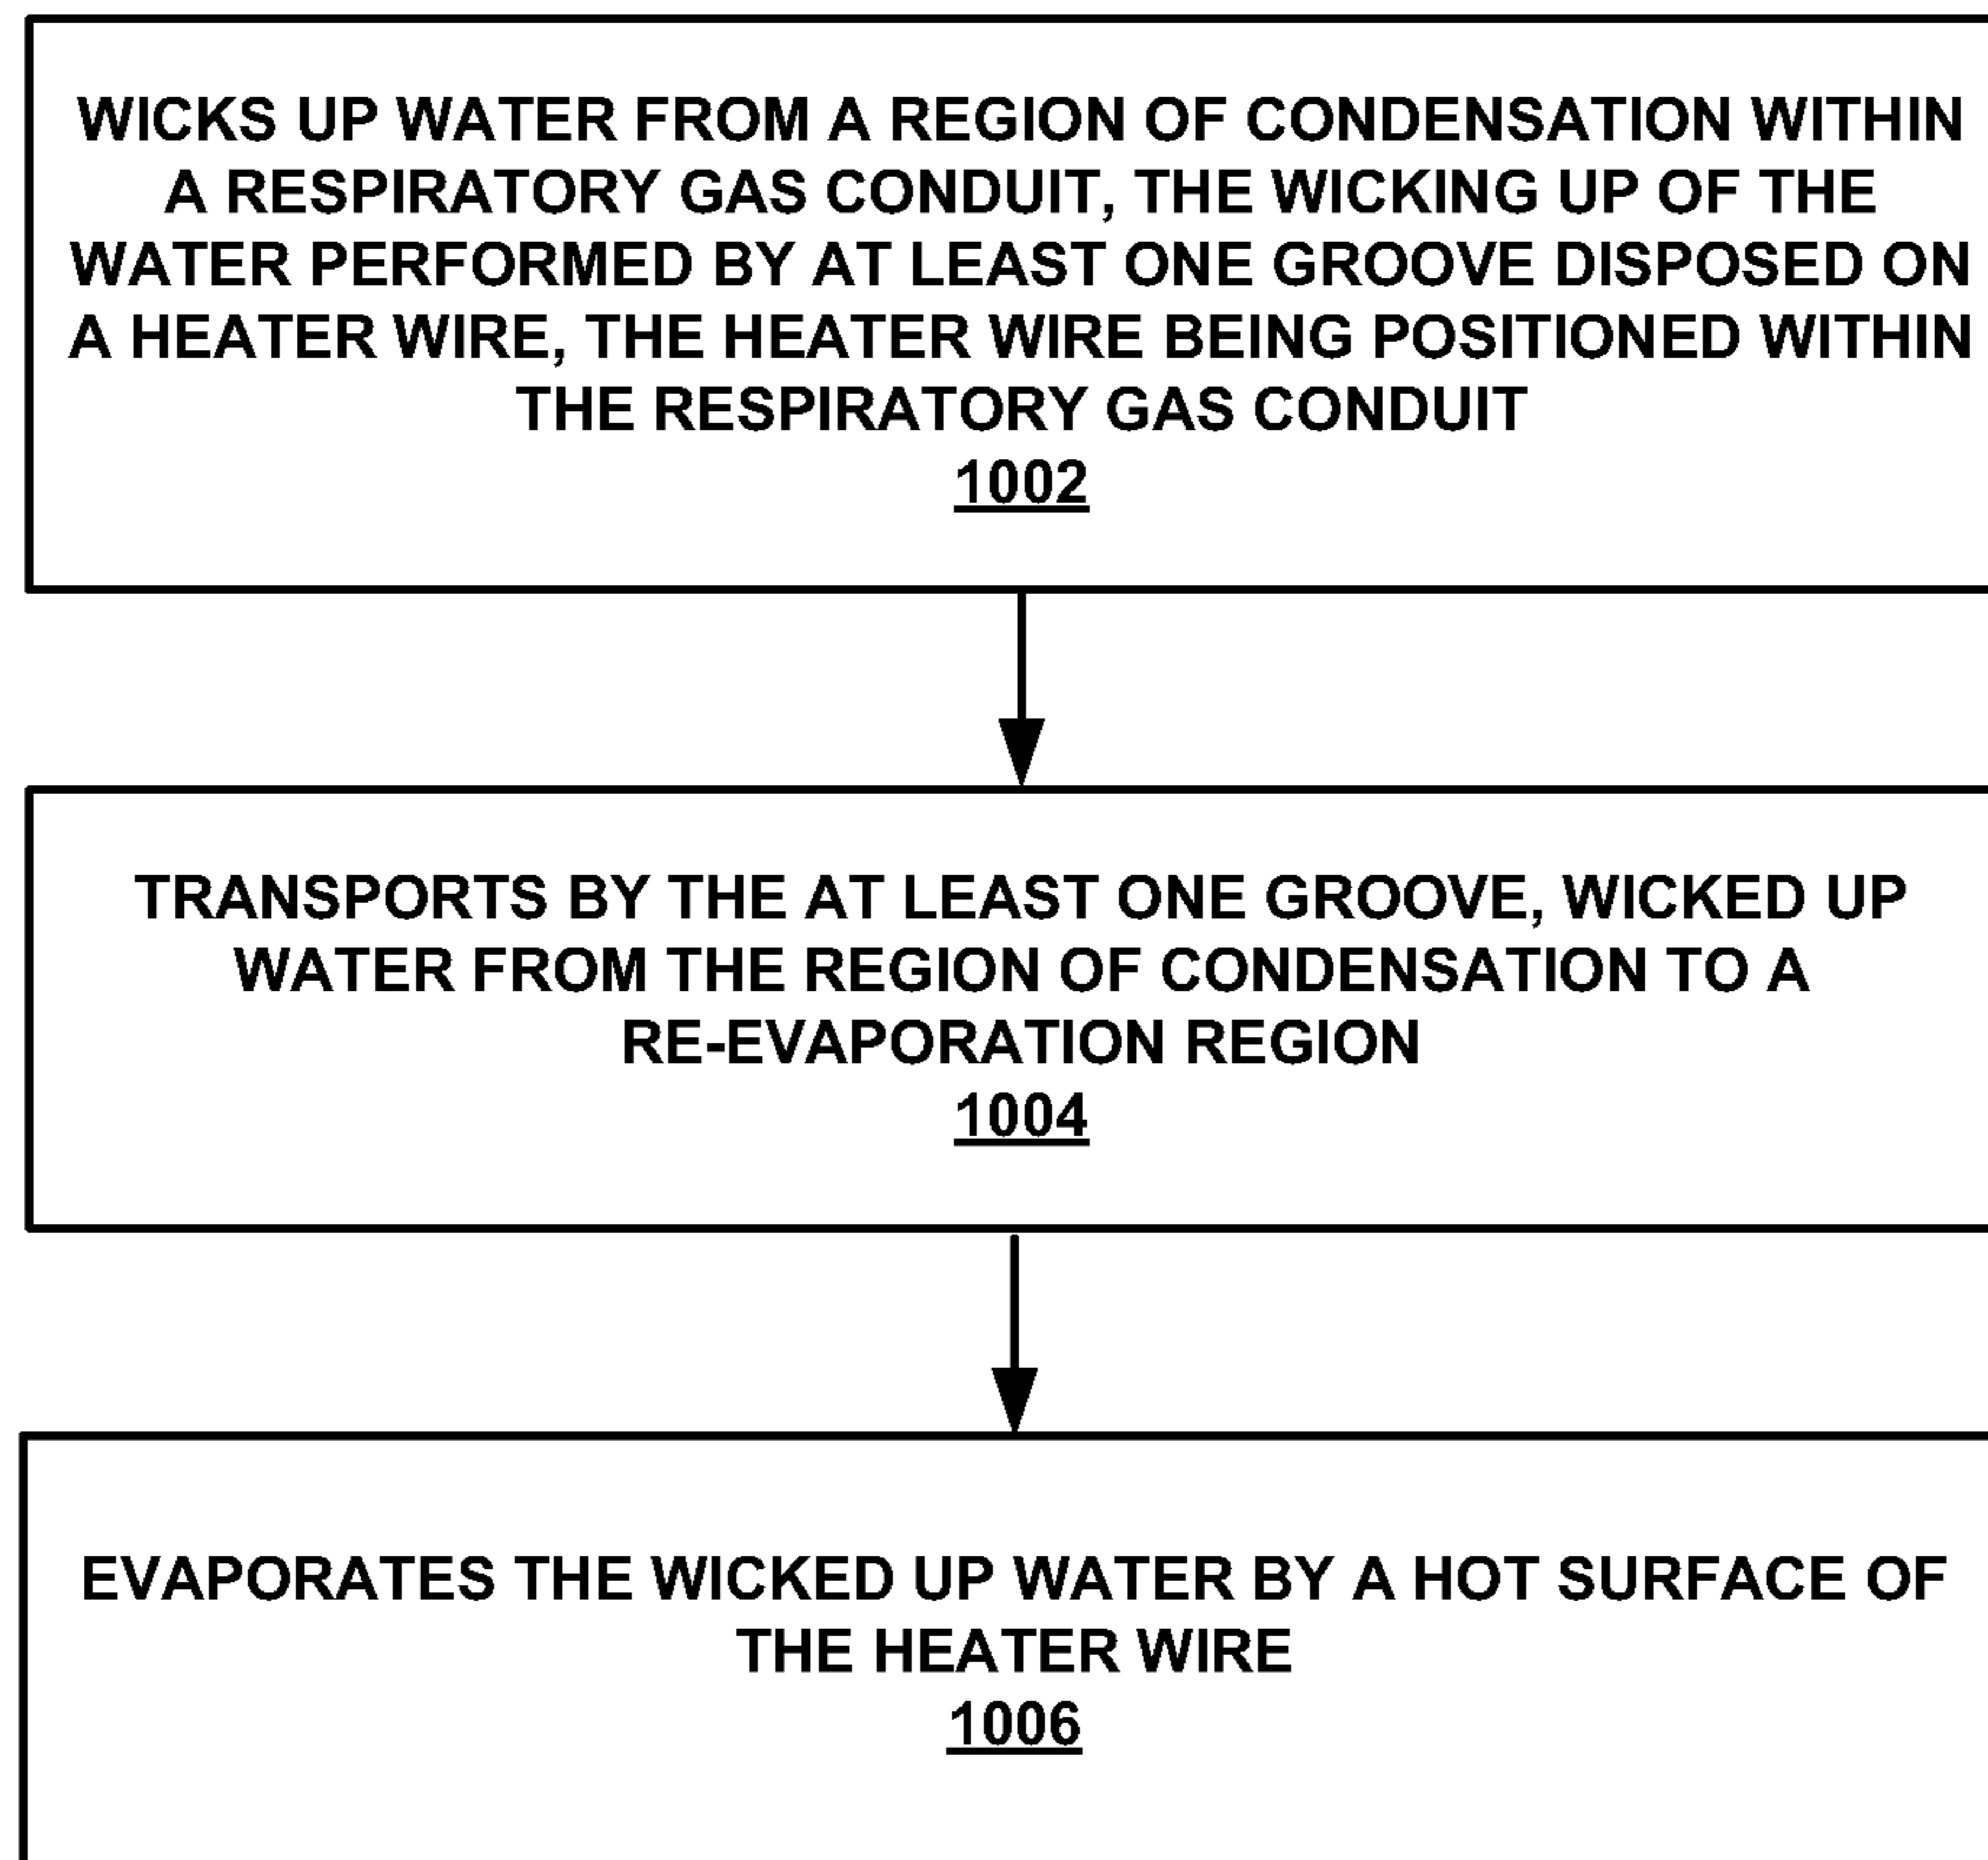 WICKS UP WATER FROM A REGION OF CONDENSATION WITHIN
A RESPIRATORY GAS CONDUIT, THE WICKING UP OF THE
WATER PERFORMED BY AT LEAST ONE GROOVE DISPOSED ON
A HEATER WIRE, THE HEATER WIRE BEING POSITIONED WITHIN
THE RESPIRATORY GAS CONDUIT
1002
TRANSPORTS BY THE AT LEAST ONE GROOVE, WICKED UP
WATER FROM THE REGION OF CONDENSATION TO A
RE-EVAPORATION REGION
1004
EVAPORATES THE WICKED UP WATER BY A HOT SURFACE OF
THE HEATER WIRE
1006